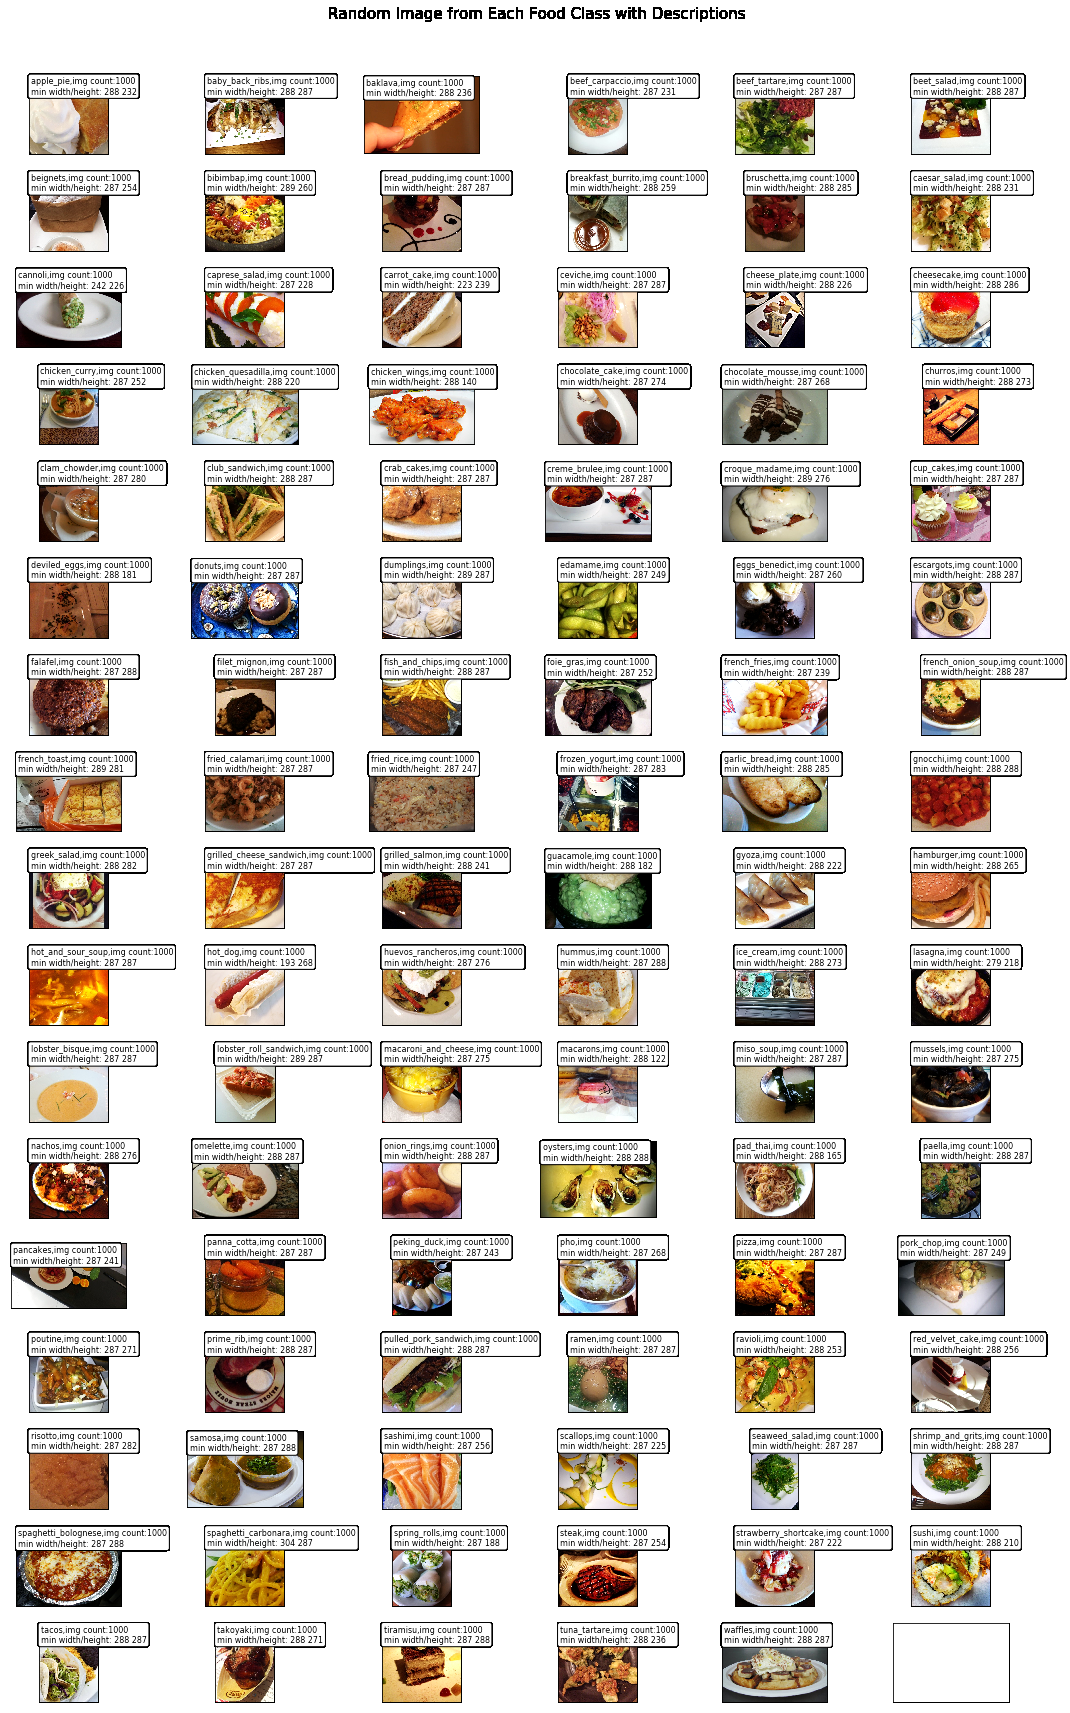 Random Image from Each Food Class with Descriptions
apple_pie,img count:1000
min width/height: 288 232
baby_back_ribs,img count:1000
min width/height: 288 287
baklava,img count:1000
min width/height: 288 236
beef_carpaccio,img count:1000
min width/height: 287 231
beef_tartare,img count:1000
min width/height: 287 287
beet_salad,img count:1000
min width/height: 288 287
beignets,img count:1000
min width/height: 287 254
bibimbap,img count:1000
min width/height: 289 260
bread_pudding,img count:1000
min width/height: 287 287
breakfast_burrito,img count:1000
min width/height: 288 259
bruschetta,img count:1000
min width/height: 288 285
caesar_salad,img count:1000
min width/height: 288 231
cannoli,img count:1000
min width/height: 242 226
caprese_salad,img count:1000
min width/height: 287 228
carrot_cake,img count:1000
min width/height: 223 239
ceviche,img count:1000
min width/height: 287 287
cheese_plate,img count:1000
min width/height: 288 226
cheesecake,img count:1000
min width/height: 288 286
chicken_curry,img count:1000
min width/height: 287 252
chicken_quesadilla,img count:1000
min width/height: 288 220
chicken_wings,img count:1000
min width/height: 288 140
chocolate_cake,img count:1000
min width/height: 287 274
chocolate_mousse,img count:1000
min width/height: 287 268
churros,img count:1000
min width/height: 288 273
clam_chowder,img count:1000
min width/height: 287 280
club_sandwich,img count:1000
min width/height: 288 287
crab_cakes,img count:1000
min width/height: 287 287
creme_brulee,img count:1000
min width/height: 287 287
croque_madame,img count:1000
min width/height: 289 276
cup_cakes,img count:1000
min width/height: 287 287
deviled_eggs,img count:1000
min width/height: 288 181
donuts,img count:1000
min width/height: 287 287
dumplings,img count:1000
min width/height: 289 287
edamame,img count:1000
min width/height: 287 249
eggs_benedict,img count:1000
min width/height: 287 260
escargots,img count:1000
min width/height: 288 287
falafel,img count:1000
min width/height: 287 288
filet_mignon,img count:1000
min width/height: 287 287
fish_and_chips,img count:1000
min width/height: 288 287
foie_gras,img count:1000
min width/height: 287 252
french_fries,img count:1000
min width/height: 287 239
french_onion_soup,img count:1000
min width/height: 288 287
french_toast,img count:1000
min width/height: 289 281
fried_calamari,img count:1000
min width/height: 287 287
fried_rice,img count:1000
min width/height: 287 247
frozen_yogurt,img count:1000
min width/height: 287 283
garlic_bread,img count:1000
min width/height: 288 285
gnocchi,img count:1000
min width/height: 288 288
greek_salad,img count:1000
min width/height: 288 282
grilled_cheese_sandwich,img count:1000
min width/height: 287 287
grilled_salmon,img count:1000
min width/height: 288 241
guacamole,img count:1000
min width/height: 288 182
gyoza,img count:1000
min width/height: 288 222
hamburger,img count:1000
min width/height: 288 265
hot_and_sour_soup,img count:1000
min width/height: 287 287
hot_dog,img count:1000
min width/height: 193 268
huevos_rancheros,img count:1000
min width/height: 287 276
hummus,img count:1000
min width/height: 287 288
ice_cream,img count:1000
min width/height: 288 273
lasagna,img count:1000
min width/height: 279 218
lobster_bisque,img count:1000
min width/height: 287 287
lobster_roll_sandwich,img count:1000
min width/height: 289 287
macaroni_and_cheese,img count:1000
min width/height: 287 275
macarons,img count:1000
min width/height: 288 122
miso_soup,img count:1000
min width/height: 287 287
mussels,img count:1000
min width/height: 287 275
nachos,img count:1000
min width/height: 288 276
omelette,img count:1000
min width/height: 288 287
onion_rings,img count:1000
min width/height: 288 287
oysters,img count:1000
min width/height: 288 288
pad_thai,img count:1000
min width/height: 288 165
paella,img count:1000
min width/height: 288 287
pancakes,img count:1000
min width/height: 287 241
panna_cotta,img count:1000
min width/height: 287 287
peking_duck,img count:1000
min width/height: 287 243
pho,img count:1000
min width/height: 287 268
pizza,img count:1000
min width/height: 287 287
pork_chop,img count:1000
min width/height: 287 249
poutine,img count:1000
min width/height: 287 271
prime_rib,img count:1000
min width/height: 288 287
pulled_pork_sandwich,img count:1000
min width/height: 288 287
ramen,img count:1000
min width/height: 287 287
ravioli,img count:1000
min width/height: 288 253
red_velvet_cake,img count:1000
min width/height: 288 256
risotto,img count:1000
min width/height: 287 282
samosa,img count:1000
min width/height: 287 288
sashimi,img count:1000
min width/height: 287 256
scallops,img count:1000
min width/height: 287 225
seaweed_salad,img count:1000
min width/height: 287 287
shrimp_and_grits,img count:1000
min width/height: 288 287
spaghetti_bolognese,img count:1000
min width/height: 287 288
spaghetti_carbonara,img count:1000
min width/height: 304 287
spring_rolls,img count:1000
min width/height: 287 188
steak,img count:1000
min width/height: 287 254
strawberry_shortcake,img count:1000
min width/height: 287 222
sushi,img count:1000
min width/height: 288 210
tacos,img count:1000
min width/height: 288 287
takoyaki,img count:1000
min width/height: 288 271
tiramisu,img count:1000
min width/height: 287 288
tuna_tartare,img count:1000
min width/height: 288 236
waffles,img count:1000
min width/height: 288 287